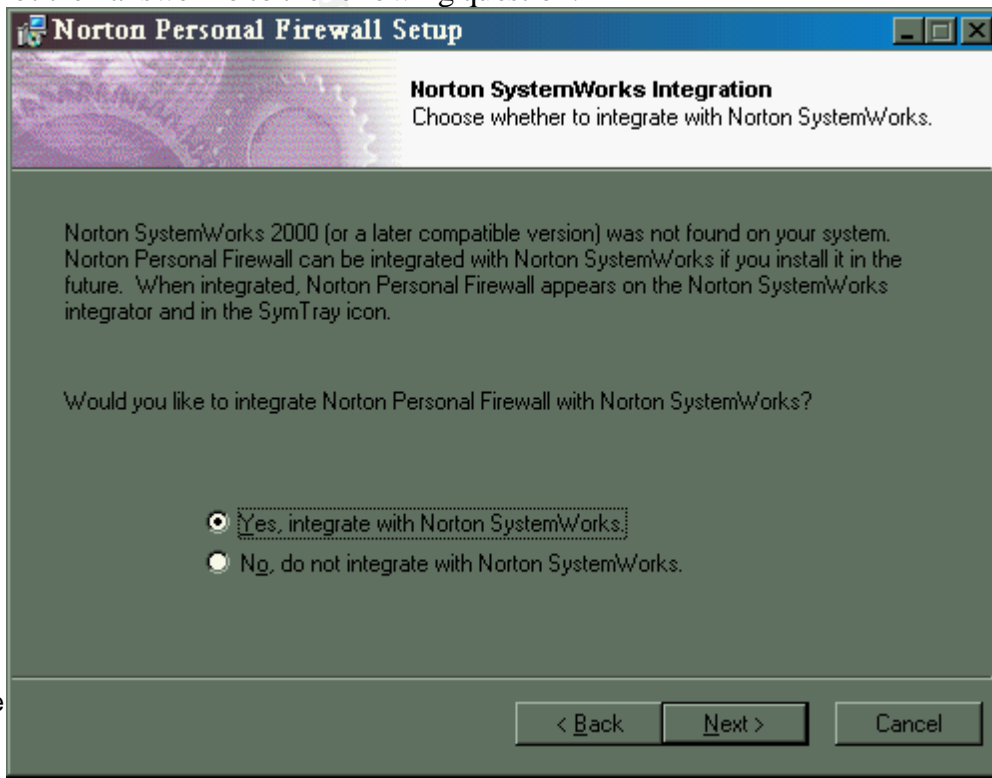 to the following question.
Norton Personal Firewall Setup
Norton SystemWorks Integration
Choose whether to integrate with Norton SystemWorks.
Norton SystemWorks 2000 (or a later compatible version) was not found on your system.
Norton Personal Firewall can be integrated with Norton SystemWorks if you install it in the
future. When integrated, Norton Personal Firewall appears on the Norton SystemWorks
integrator and in the SymTray icon.
Would you like to integrate Norton Personal Firewall with Norton SystemWorks?
Yes, integrate with Norton SystemWorks.
No, do not integrate with Norton SystemWorks.
e
< Back
Next >
Cancel